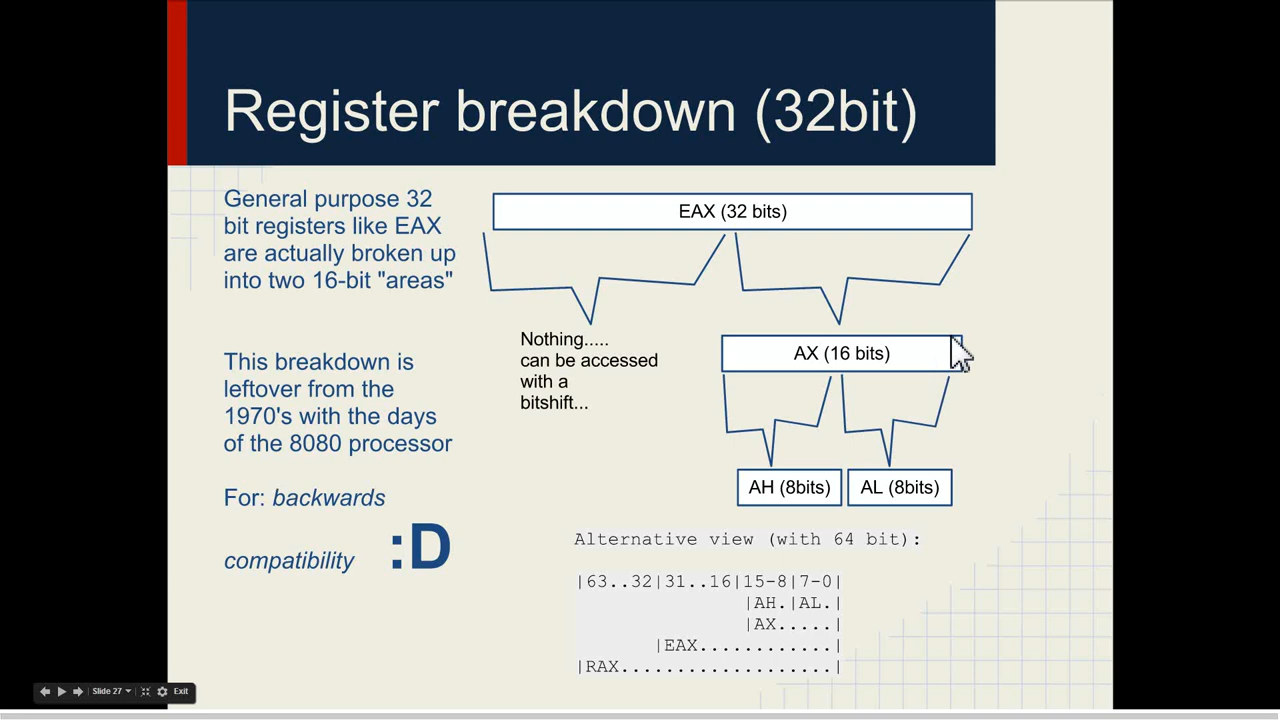 Register breakdown (32bit)
General purpose 32
bit registers like EAX
are actually broken up
into two 16-bit "areas"
This breakdown is
leftover from the
1970's with the days
of the 8080 processor
For: backwards
compatibility :D
EAX (32 bits)
Nothing.....
can be accessed
with a
bitshift...
AX (16 bits)
AH (8bits) AL (8bits)
Alternative view (with 64 bit):
|63..32|31..16|15-8|7-0|
|AH.|AL.|
|AX.....|
|EAX............|
|RAX...................|
Slide 27 Exit